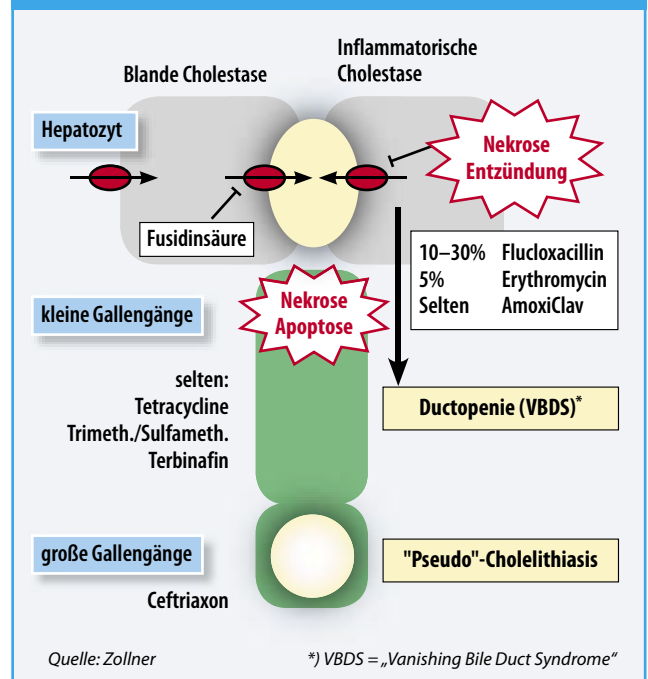 Blande Cholestase
Inflammatorische
Cholestase
Hepatozyt
Nekrose
Entzündung
Fusidinsäure
10–30% Flucloxacillin
5% Erythromycin
Selten AmoxiClav
kleine Gallengänge
Nekrose
Apoptose
selten:
Tetracycline
Trimeth./Sulfameth.
Terbinafin
Ductopenie (VBDS)*
große Gallengänge
"Pseudo"-Cholelithiasis
Ceftriaxon
Quelle: Zollner
*) VBDS = „Vanishing Bile Duct Syndrome“